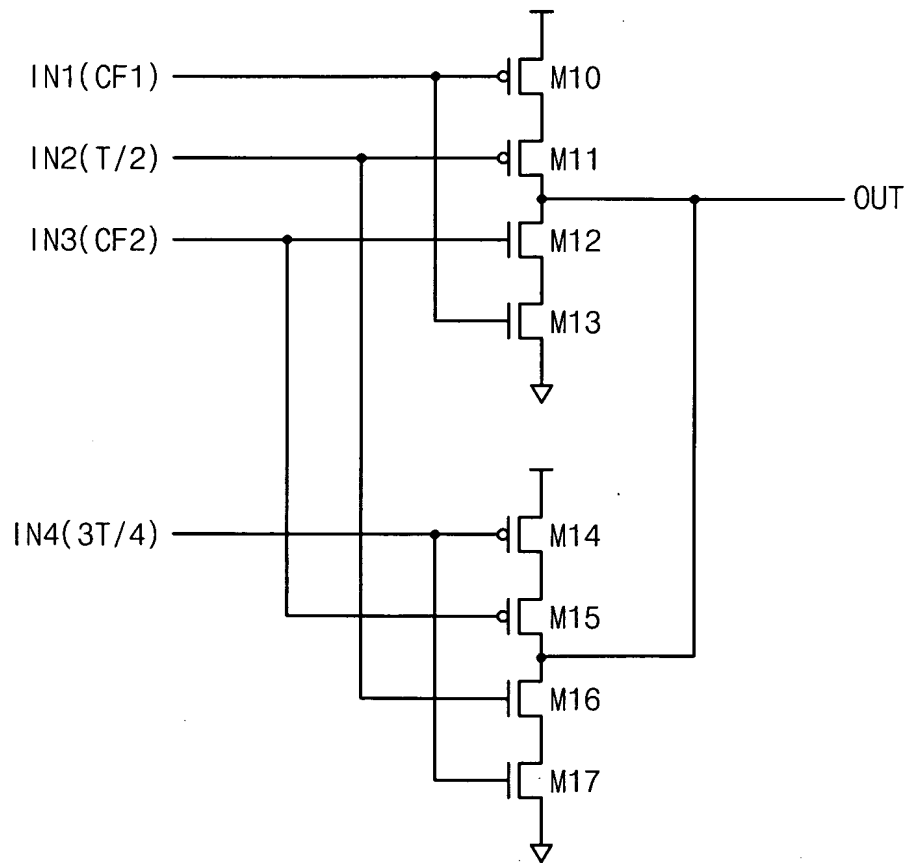 IN1(CF1)
M10
IN2(T/2)
M11
OUT
IN3(CF2)
M12
M13
IN4(3T/4)
M14
M15
M16
M17